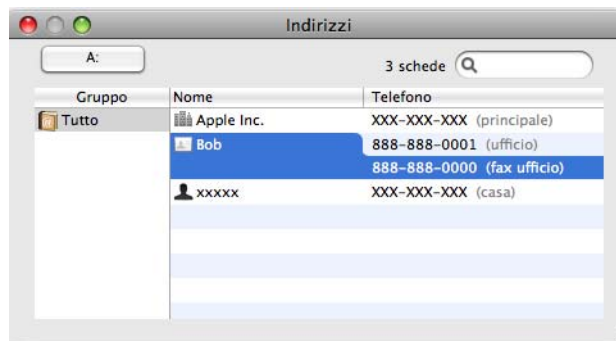 Indirizzi
A:
3 schede
Gruppo Nome Telefono
Tutto Apple Inc. XXX-XXX-XXX (principale)
Bob 888-888-0001 (ufficio)
888-888-0000 (fax ufficio)
xxxxx XXX-XXX-XXX (casa)